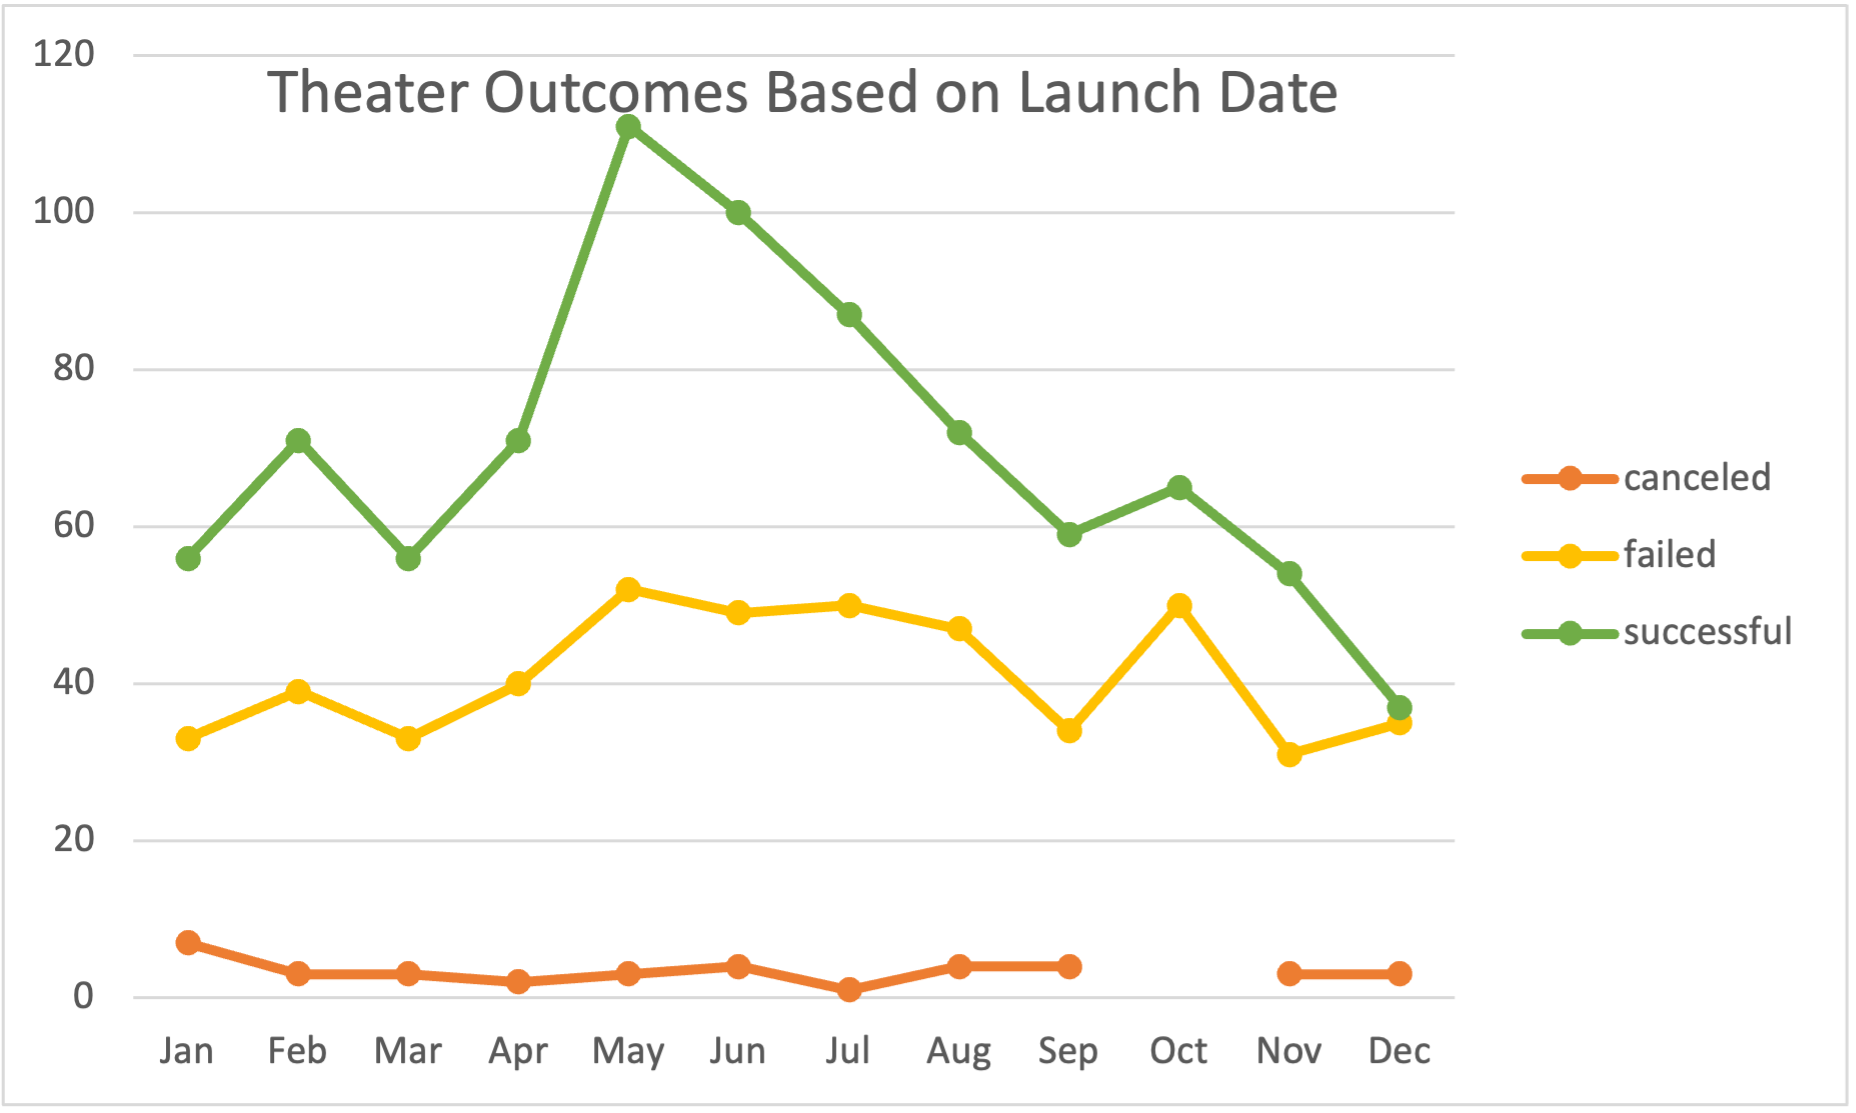 Theater Outcomes Based on Launch Date
120
100
80
60
40
20
0
Jan Feb Mar Apr May Jun Jul Aug Sep Oct Nov Dec
canceled
failed
successful